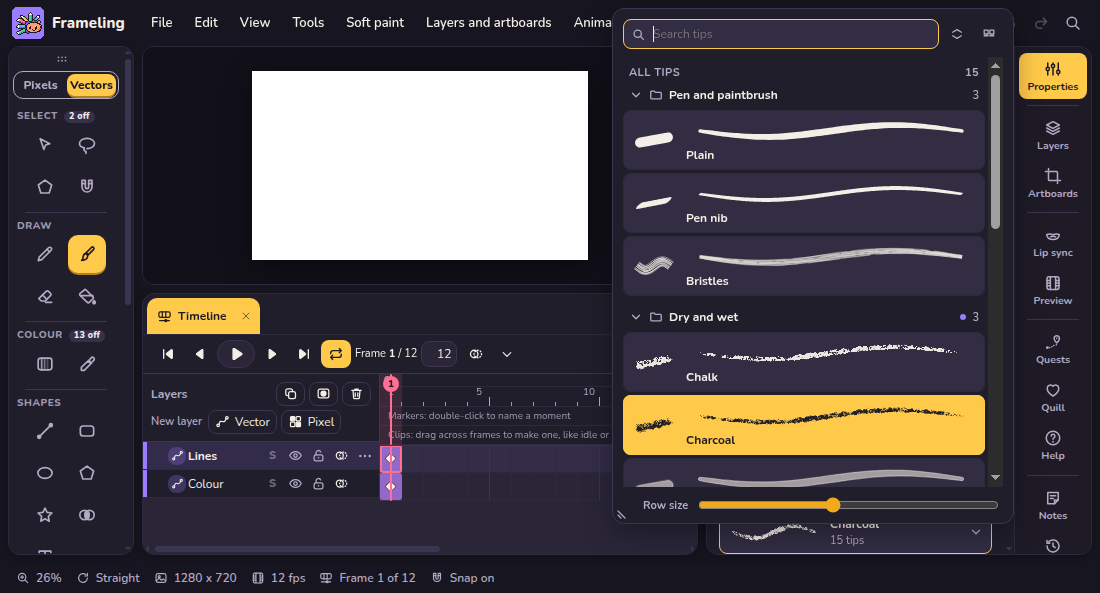 Frameling
File Edit View Tools Soft paint Layers and artboards Anima
Search tips
Pixels Vectors
SELECT 2 off
DRAW
COLOUR 13 off
SHAPES
ALL TIPS 15
Pen and paintbrush 3
Plain
Pen nib
Bristles
Dry and wet 3
Chalk
Charcoal
Row size
Charcoal
15 tips
Properties
Layers
Artboards
Lip sync
Preview
Quests
Quill
Help
Notes
Timeline
Frame 1 / 12 12
Layers 1 5 10
New layer Vector Pixel
Markers: double-click to name a moment
Clips: drag across frames to make one, like idle or
Lines S
Colour S
26% Straight 1280 x 720 12 fps Frame 1 of 12 Snap on